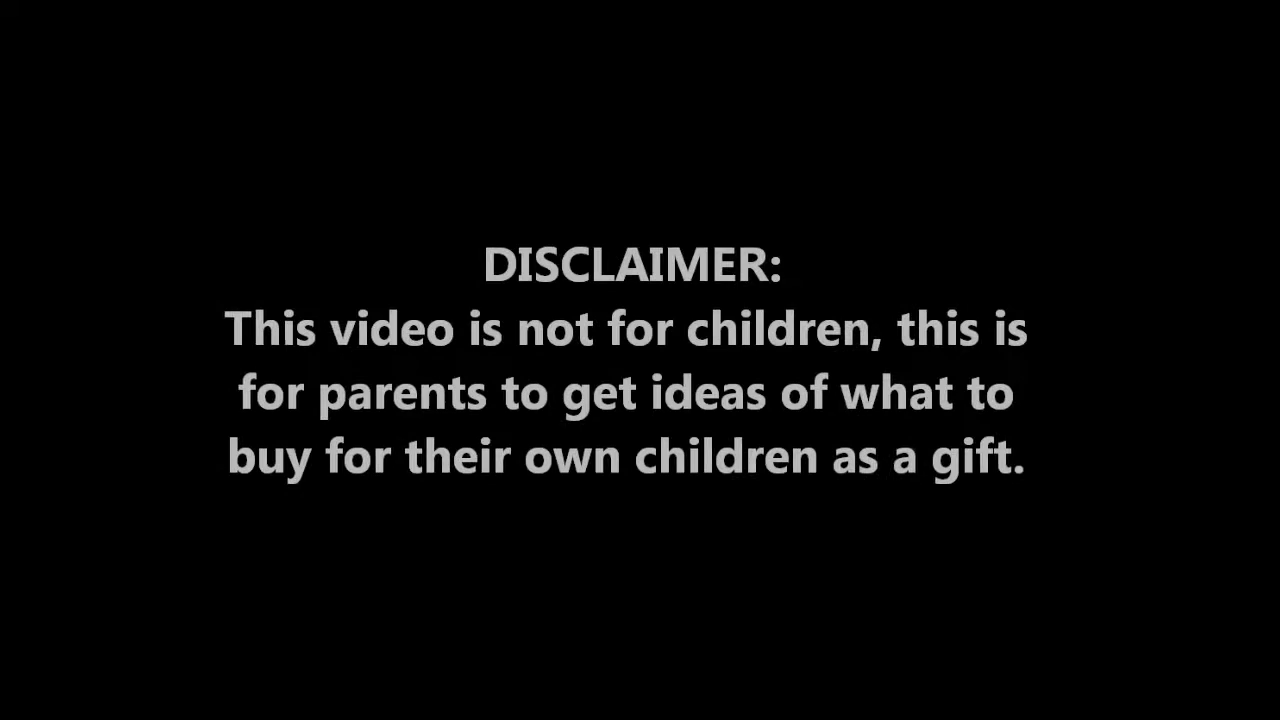 DISCLAIMER:
This video is not for children, this is
for parents to get ideas of what to
buy for their own children as a gift.